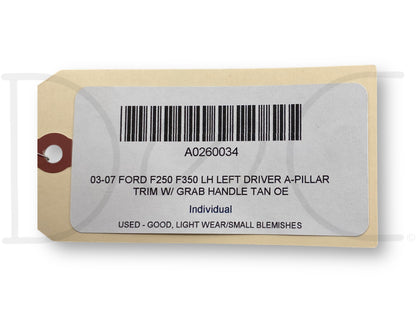 A0260034
03-07 FORD F250 F350 LH LEFT DRIVER A-PILLAR
TRIM W/ GRAB HANDLE TAN OE
Individual
USED - GOOD, LIGHT WEAR/SMALL BLEMISHES